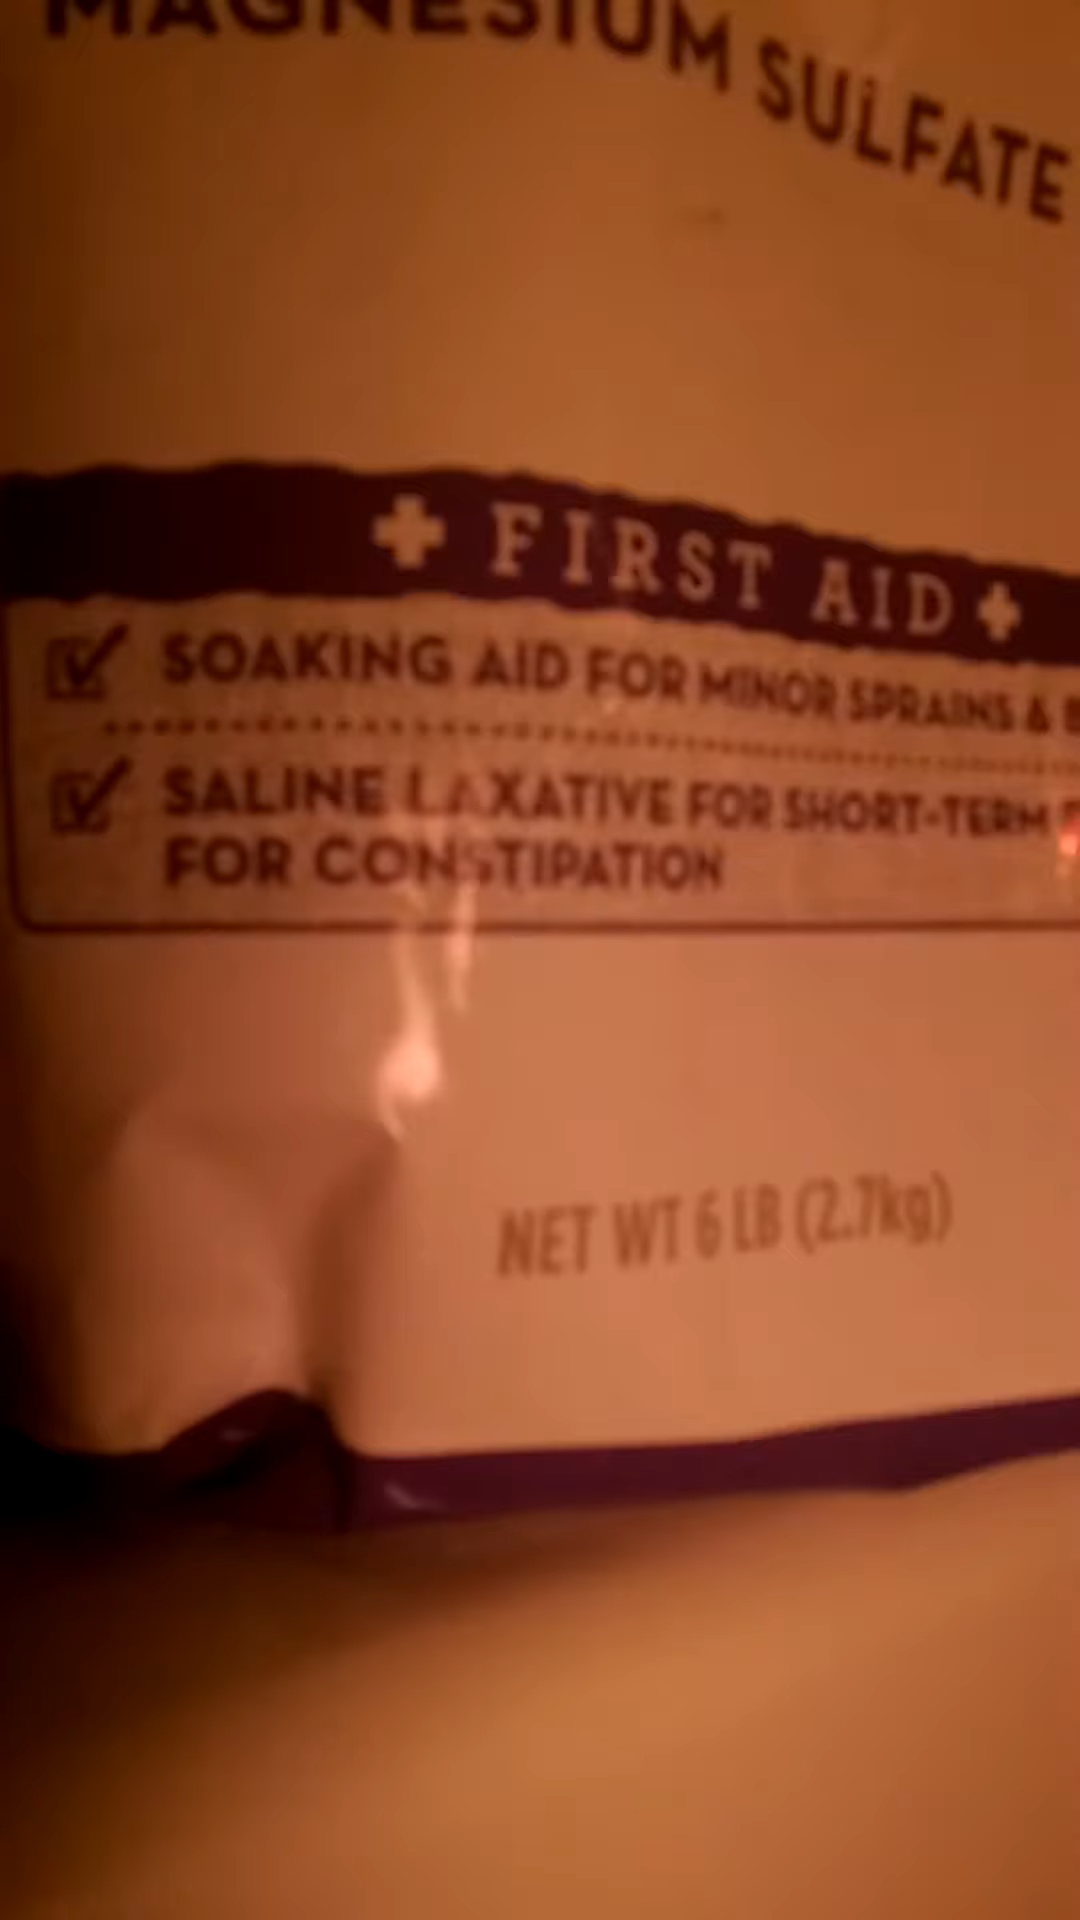 MAGNESIUM SULFATE
FIRST AID
SOAKING AID FOR MINOR SPRAINS &
SALINE LAXATIVE FOR SHORT-TERM
FOR CONSTIPATION
NET WT 6 LB (2.7kg)